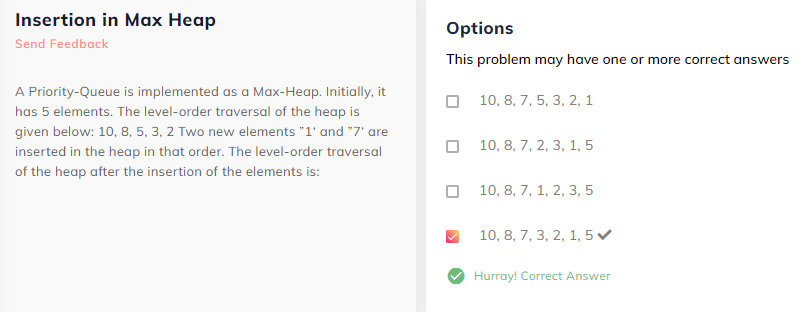 Insertion in Max Heap
Send Feedback
A Priority-Queue is implemented as a Max-Heap. Initially, it
has 5 elements. The level-order traversal of the heap is
given below: 10, 8, 5, 3, 2 Two new elements ”1‘ and ”7‘ are
inserted in the heap in that order. The level-order traversal
of the heap after the insertion of the elements is:
Options
This problem may have one or more correct answers
10, 8, 7, 5, 3, 2, 1
10, 8, 7, 2, 3, 1, 5
10, 8, 7, 1, 2, 3, 5
10, 8, 7, 3, 2, 1, 5
Hurray! Correct Answer